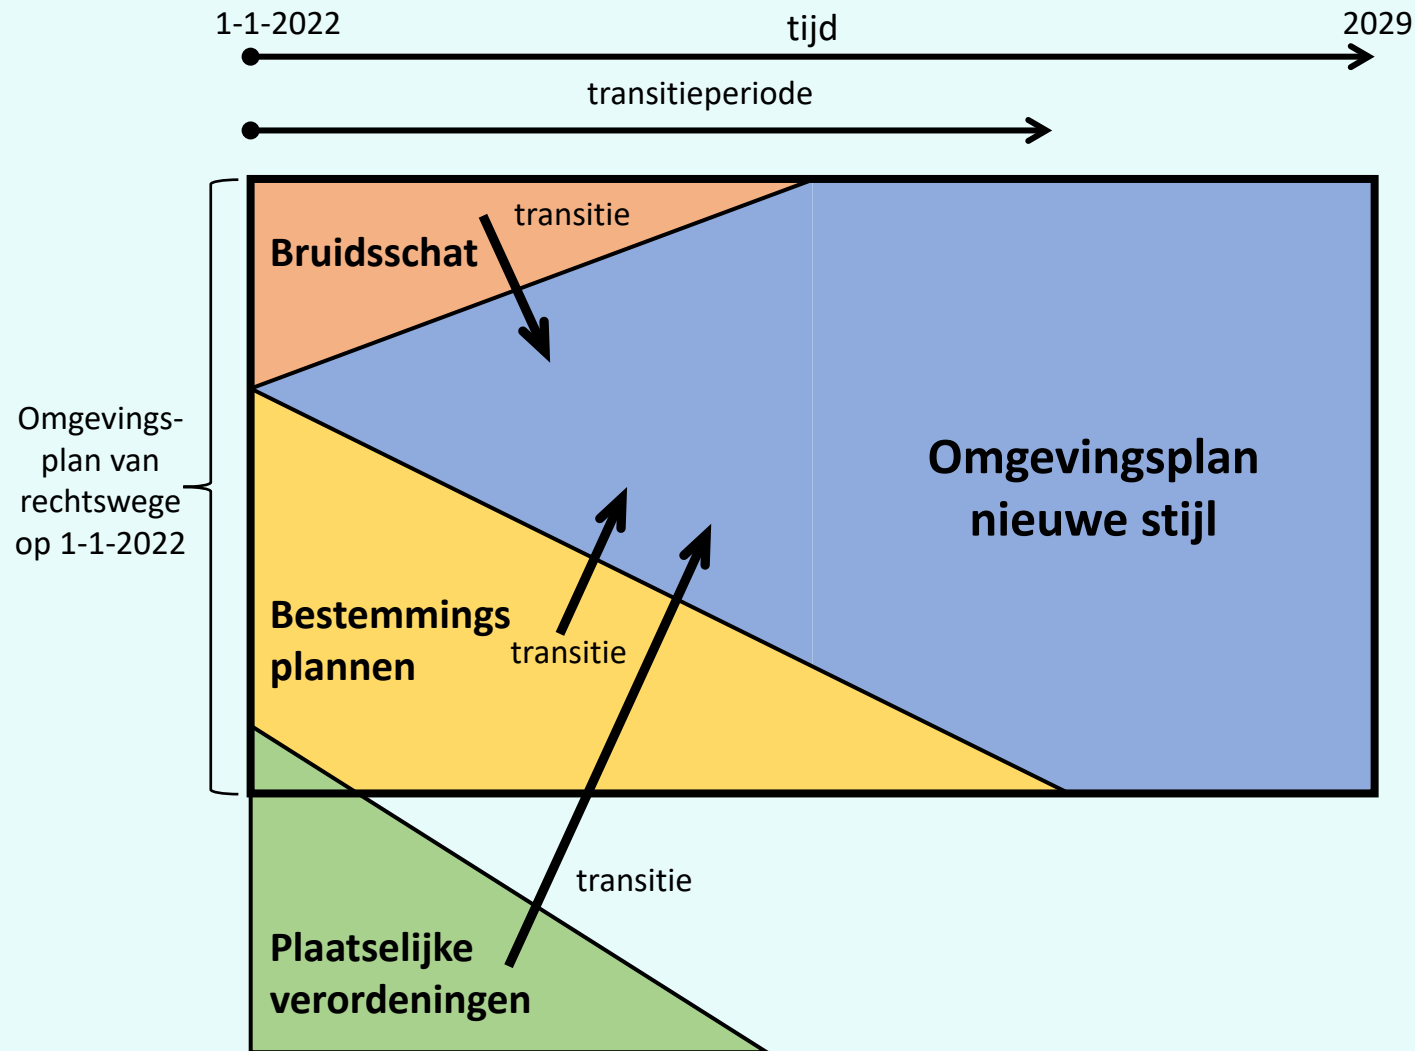 1-1-2022
tijd
2029
transitieperiode
transitie
Bruidsschat
Omgevings-
plan van
rechtswege
op 1-1-2022
Omgevingsplan
nieuwe stijl
Bestemmings
plannen
transitie
transitie
Plaatselijke
verordeningen